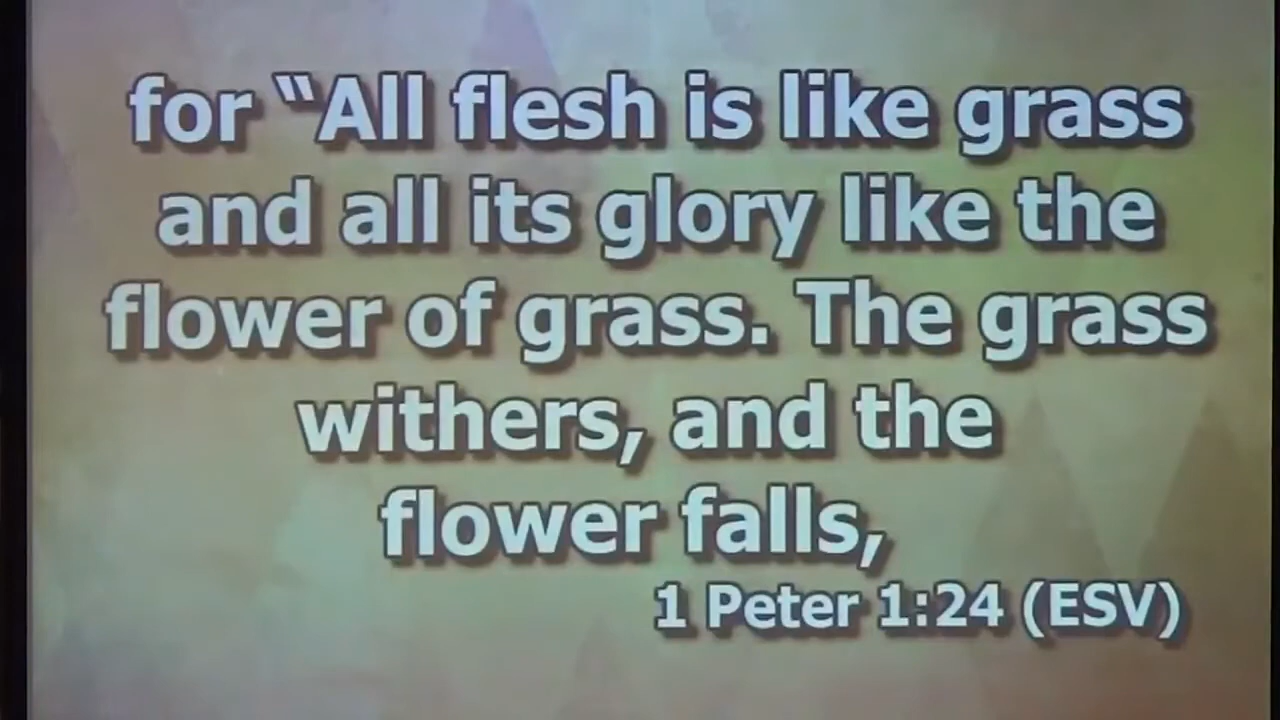 for “All flesh is like grass
and all its glory like the
flower of grass. The grass
withers, and the
flower falls,
1 Peter 1:24 (ESV)